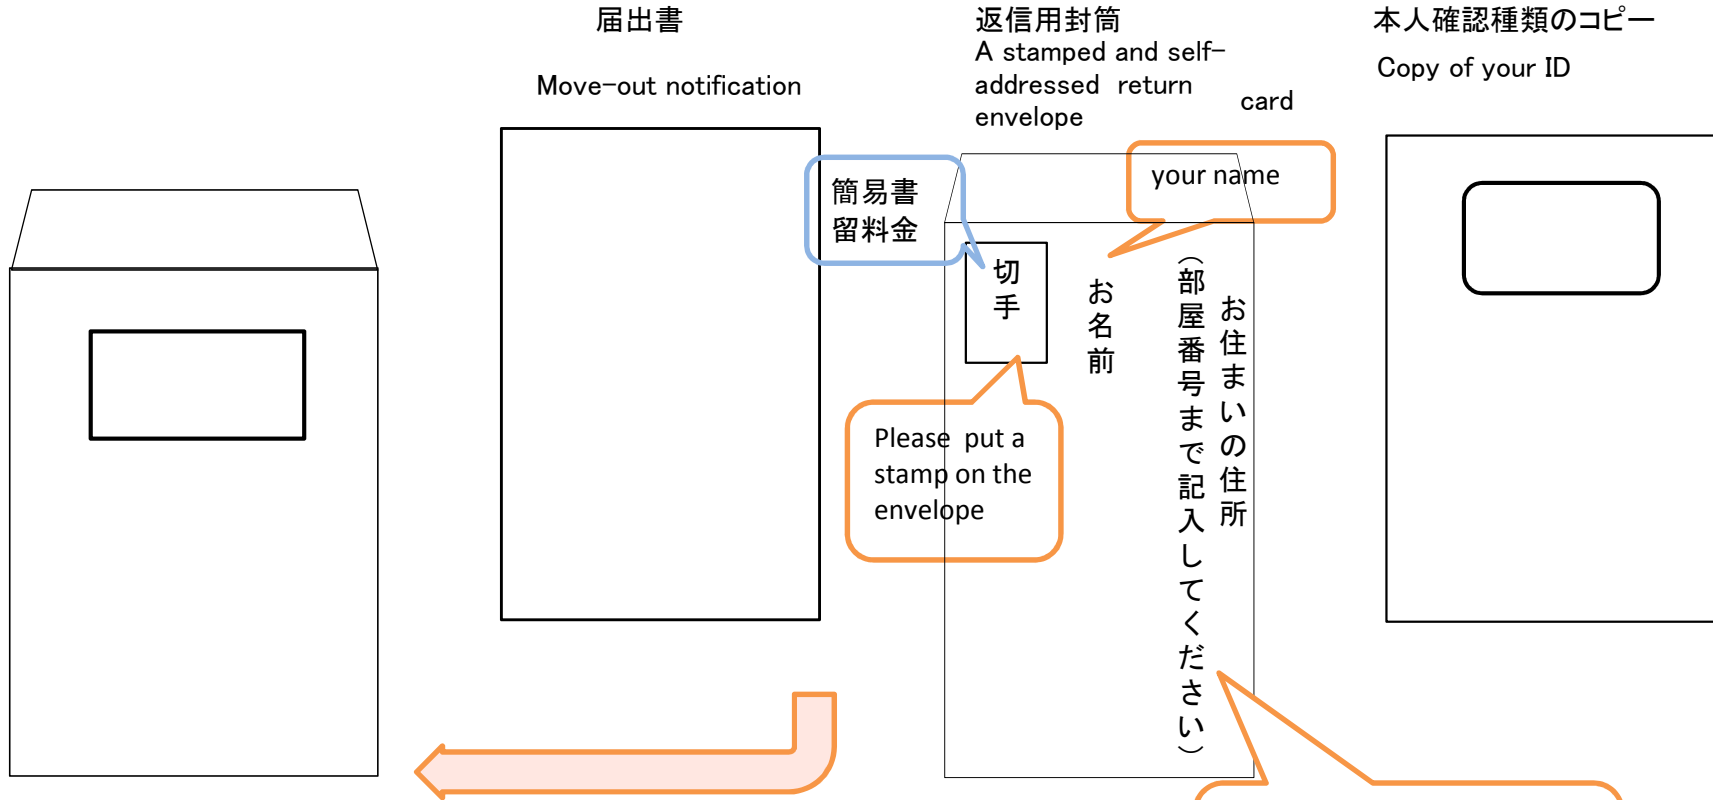 届出書
Move-out notification
返信用封筒
A stamped and self-
addressed return
envelope
card
本人確認種類のコピー
Copy of your ID
簡易書
留料金
your name
切手
お名前
お住まいの住所
（部屋番号まで記入してください）
Please put a
stamp on the
envelope